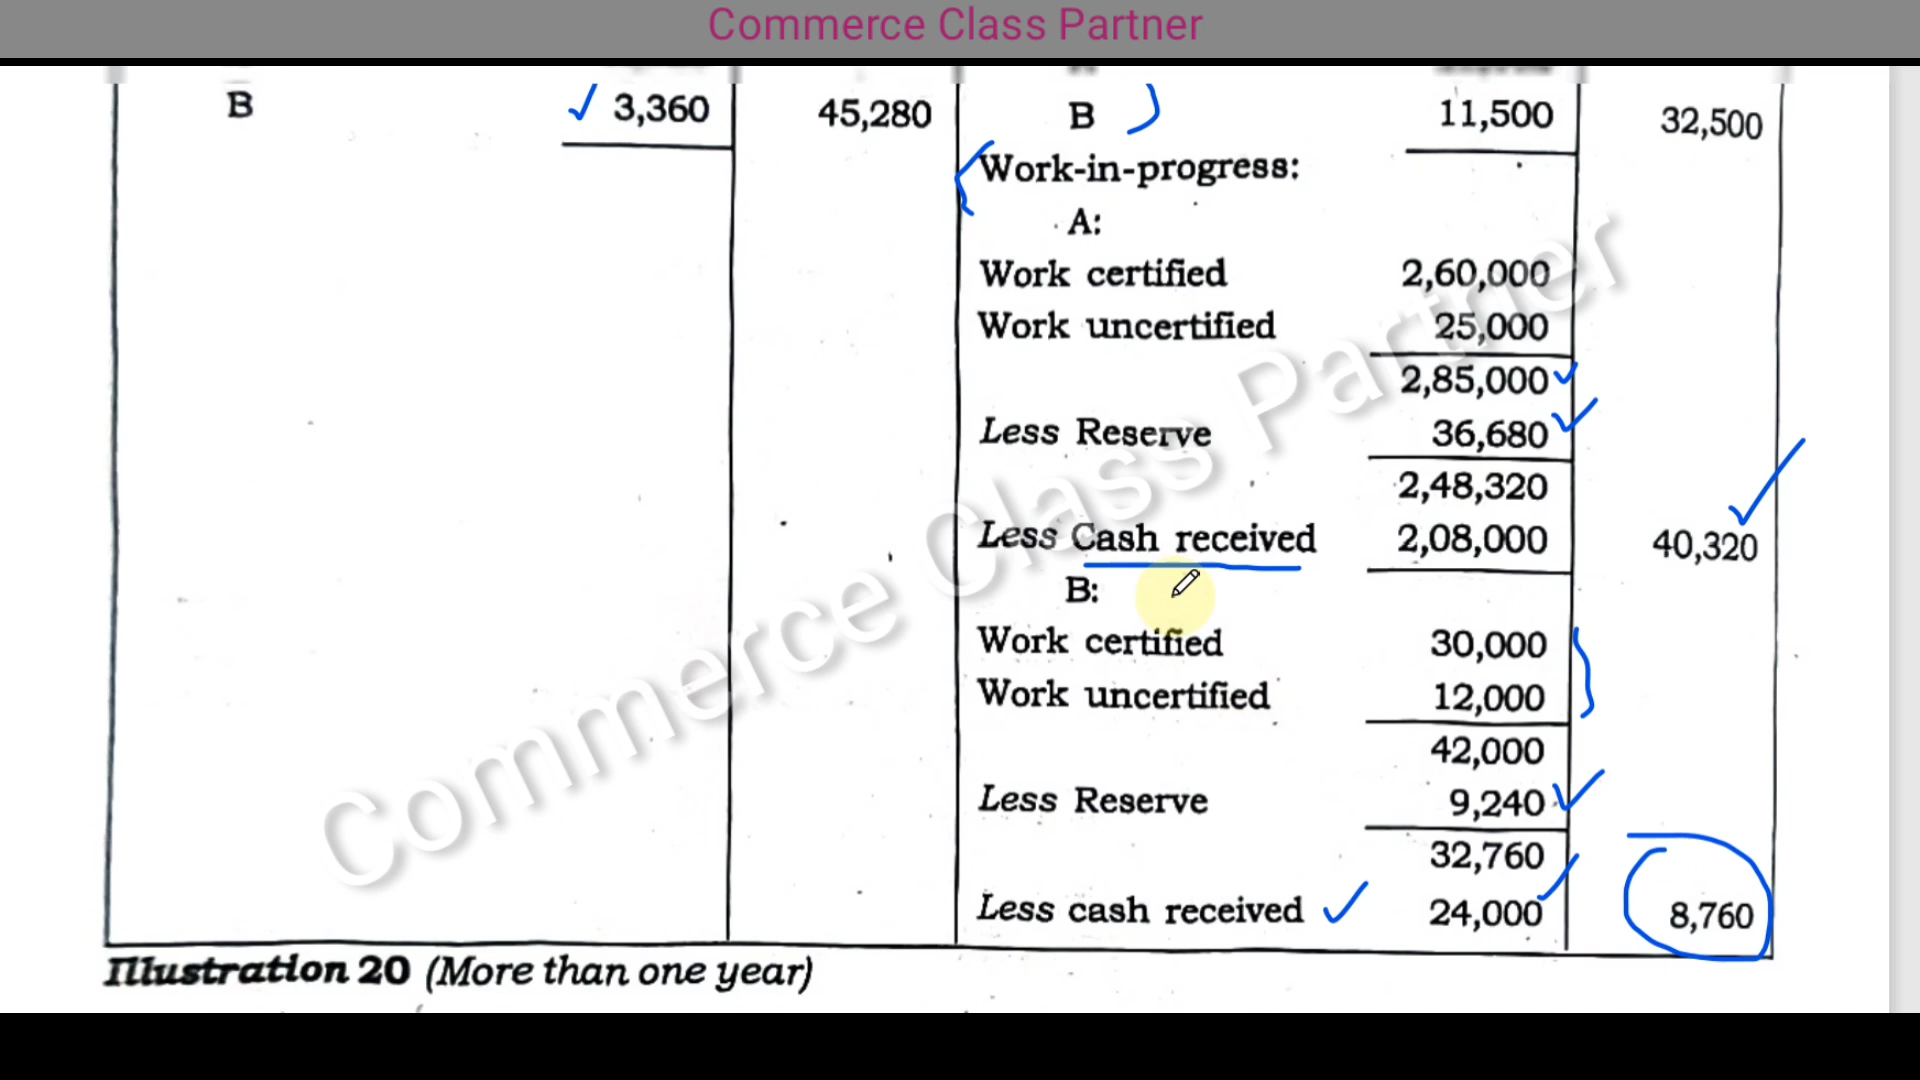 Commerce Class Partner
B 3,360 45,280 B 11,500 32,500
Work-in-progress:
A:
Work certified 2,60,000
Work uncertified 25,000
2,85,000
Less Reserve 36,680
2,48,320
Less Cash received 2,08,000 40,320
B:
Work certified 30,000
Work uncertified 12,000
42,000
Less Reserve 9,240
32,760
Less cash received 24,000 8,760
Illustration 20 (More than one year)
Commerce Class Partner